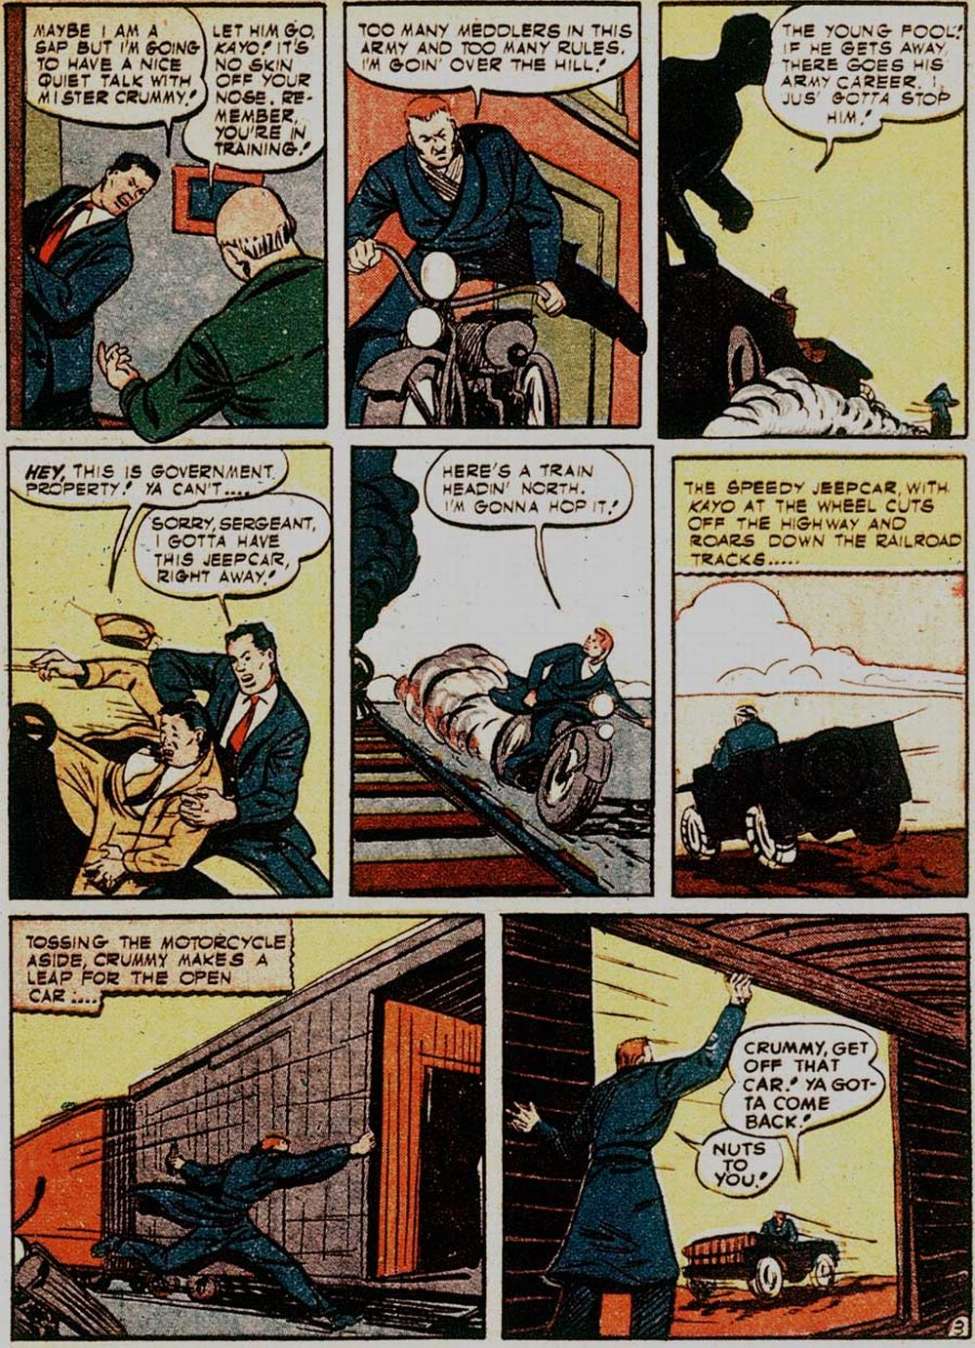 MAYBE I AM A
SAP BUT I'M GOING
TO HAVE A NICE
QUIET TALK WITH
MISTER CRUMMY!
LET HIM GO,
KAYO! IT'S
NO SKIN
OFF YOUR
NOSE. RE-
MEMBER,
YOU'RE IN
TRAINING!
TOO MANY MEDDLERS IN THIS
ARMY AND TOO MANY RULES.
I'M GOIN' OVER THE HILL!
THE YOUNG FOOL!
IF HE GETS AWAY,
THERE GOES HIS
ARMY CAREER. I
JUS' GOTTA STOP
HIM!
HEY, THIS IS GOVERNMENT
PROPERTY! YA CAN'T....
SORRY, SERGEANT,
I GOTTA HAVE
THIS JEEPCAR,
RIGHT AWAY!
HERE'S A TRAIN
HEADIN' NORTH.
I'M GONNA HOP IT!
THE SPEEDY JEEPCAR, WITH
KAYO AT THE WHEEL CUTS
OFF THE HIGHWAY AND
ROARS DOWN THE RAILROAD
TRACKS.....
TOSSING THE MOTORCYCLE
ASIDE, CRUMMY MAKES A
LEAP FOR THE OPEN
CAR....
CRUMMY, GET
OFF THAT
CAR! YA GOT-
TA COME
BACK!
NUTS
TO
YOU!
3